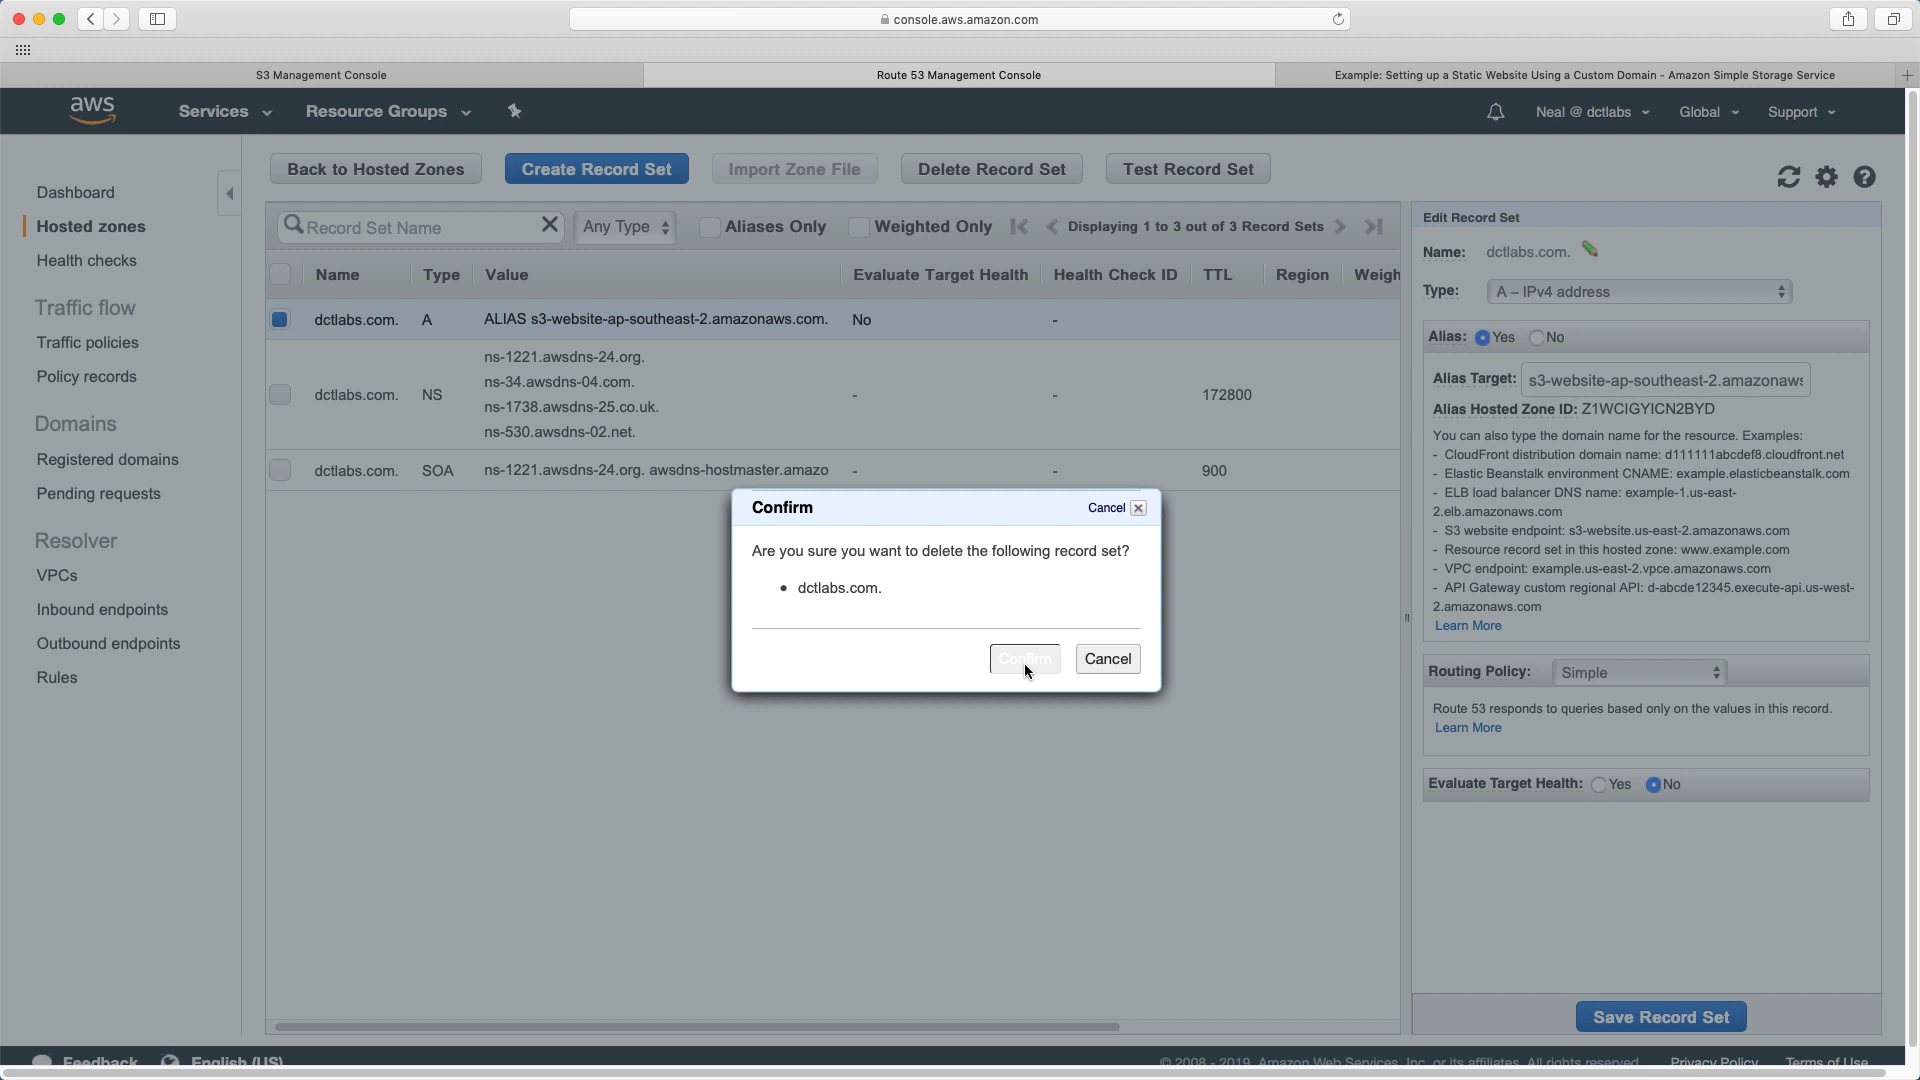 console.aws.amazon.com
S3 Management Console
Route 53 Management Console
Example: Setting up a Static Website Using a Custom Domain - Amazon Simple Storage Service
aws
Services
Resource Groups
Neal @ dctlabs
Global
Support
Dashboard
Hosted zones
Health checks
Traffic flow
Traffic policies
Policy records
Domains
Registered domains
Pending requests
Resolver
VPCs
Inbound endpoints
Outbound endpoints
Rules
Back to Hosted Zones
Create Record Set
Import Zone File
Delete Record Set
Test Record Set
Record Set Name
Any Type
Aliases Only
Weighted Only
Displaying 1 to 3 out of 3 Record Sets
Name Type Value Evaluate Target Health Health Check ID TTL Region Weigh
dctlabs.com. A ALIAS s3-website-ap-southeast-2.amazonaws.com. No -
ns-1221.awsdns-24.org.
ns-34.awsdns-04.com.
dctlabs.com. NS - - 172800
ns-1738.awsdns-25.co.uk.
ns-530.awsdns-02.net.
dctlabs.com. SOA ns-1221.awsdns-24.org. awsdns-hostmaster.amazo - - 900
Confirm
Cancel
Are you sure you want to delete the following record set?
• dctlabs.com.
Confirm
Cancel
Edit Record Set
Name: dctlabs.com.
Type: A – IPv4 address
Alias: Yes No
Alias Target: s3-website-ap-southeast-2.amazonaws
Alias Hosted Zone ID: Z1WCIGYICN2BYD
You can also type the domain name for the resource. Examples:
- CloudFront distribution domain name: d111111abcdef8.cloudfront.net
- Elastic Beanstalk environment CNAME: example.elasticbeanstalk.com
- ELB load balancer DNS name: example-1.us-east-
2.elb.amazonaws.com
- S3 website endpoint: s3-website.us-east-2.amazonaws.com
- Resource record set in this hosted zone: www.example.com
- VPC endpoint: example.us-east-2.vpce.amazonaws.com
- API Gateway custom regional API: d-abcde12345.execute-api.us-west-
2.amazonaws.com
Learn More
Routing Policy: Simple
Route 53 responds to queries based only on the values in this record.
Learn More
Evaluate Target Health: Yes No
Save Record Set
Feedback
English (US)
© 2008 - 2019, Amazon Web Services, Inc. or its affiliates. All rights reserved.
Privacy Policy
Terms of Use